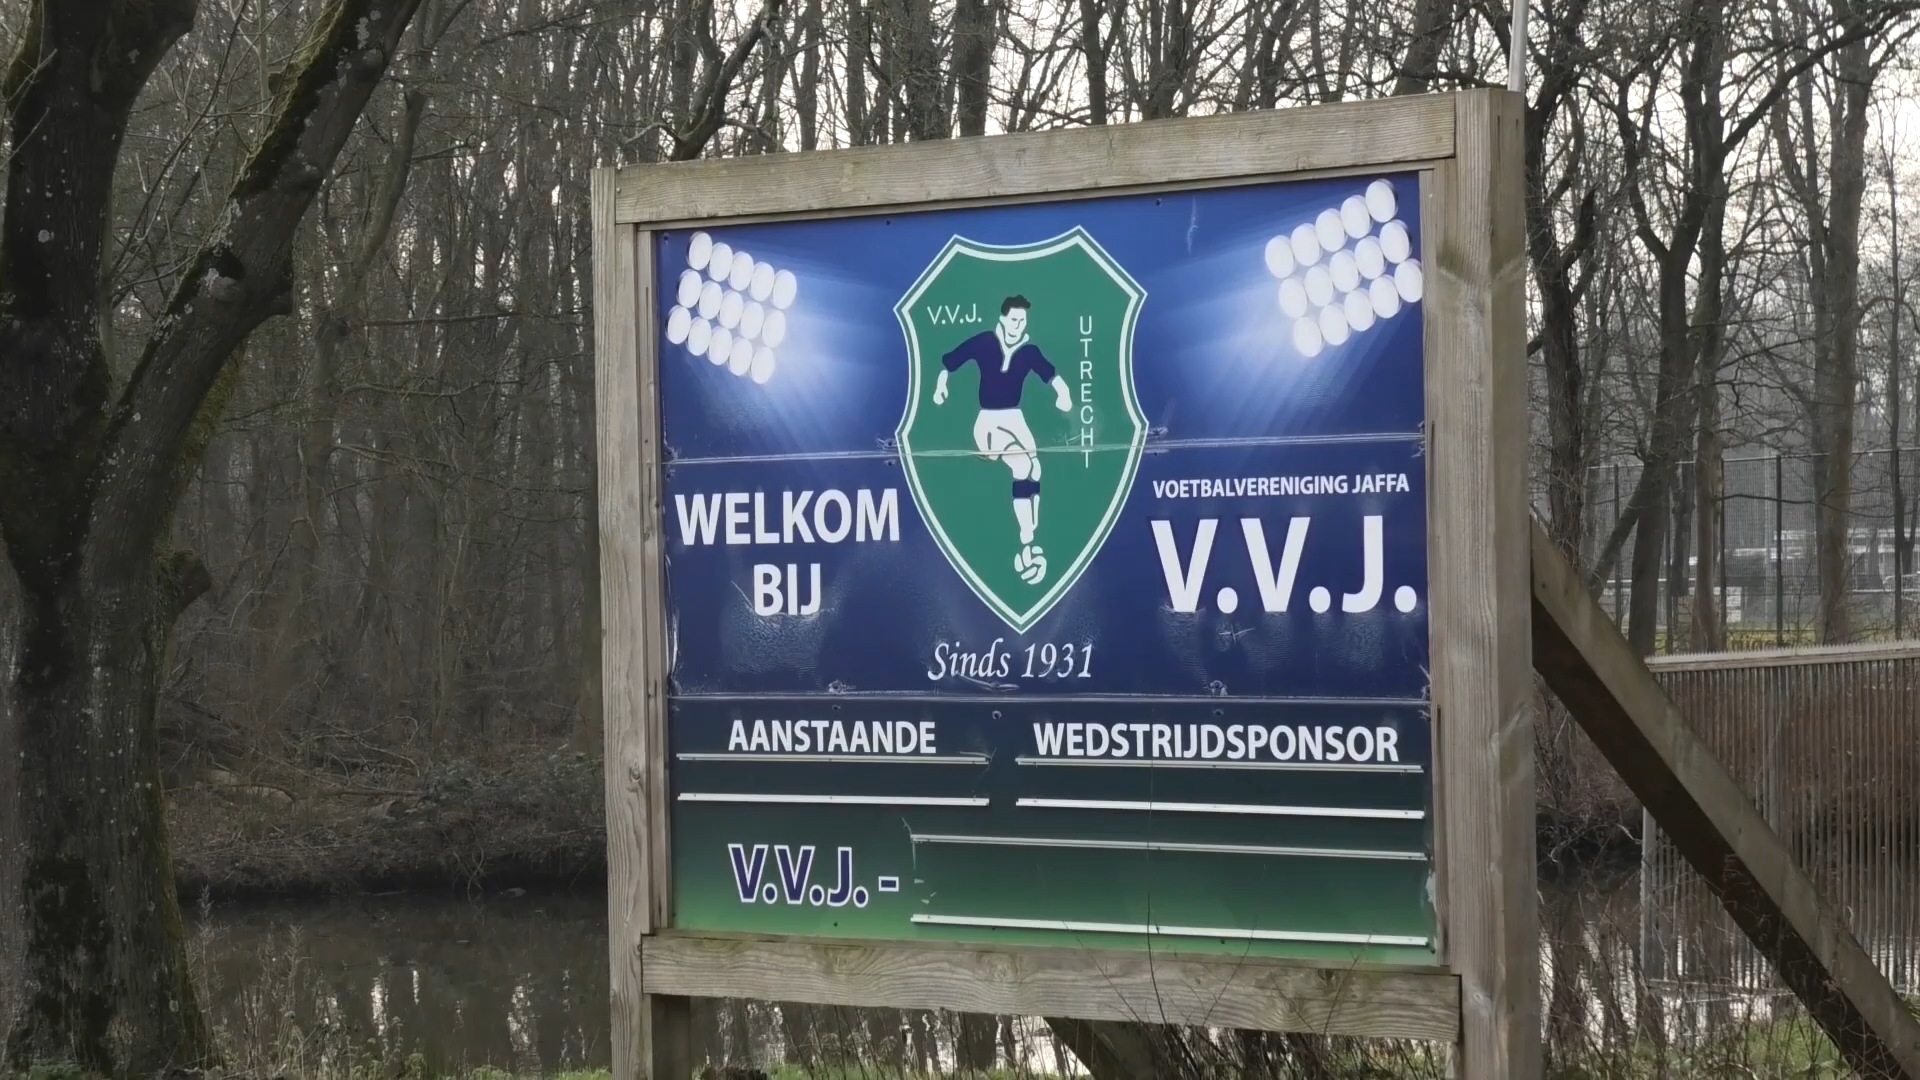 V.V.J.
UTRECHT
WELKOM
BIJ
VOETBALVERENIGING JAFFA
V.V.J.
Sinds 1931
AANSTAANDE
WEDSTRIJDSPONSOR
V.V.J. -